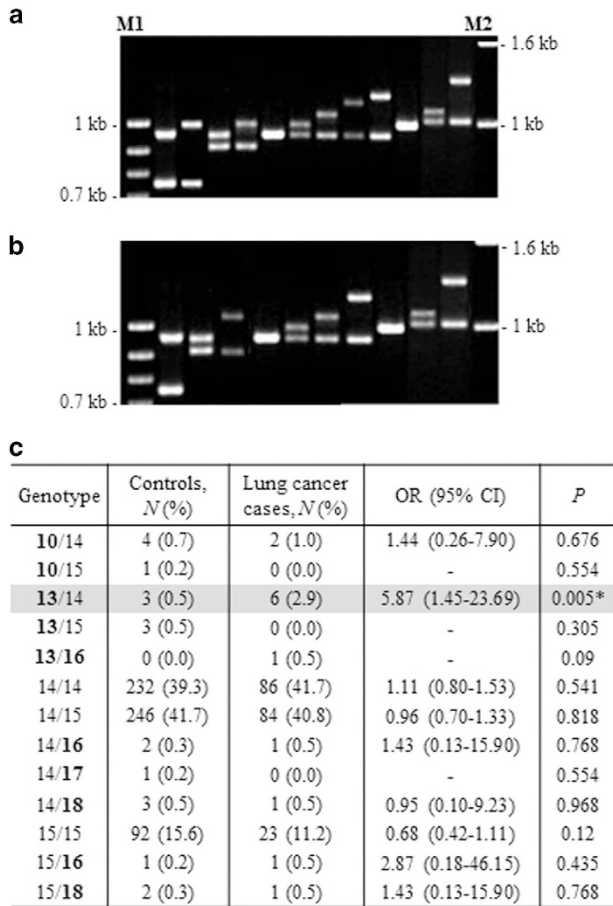 a
M1 M2
- 1.6 kb
1 kb - - 1 kb
0.7 kb -
b
- 1.6 kb
1 kb - - 1 kb
0.7 kb -
c
Genotype Controls, N(%) Lung cancer cases, N(%) OR (95% CI) P
10/14 4 (0.7) 2 (1.0) 1.44 (0.26-7.90) 0.676
10/15 1 (0.2) 0 (0.0) - 0.554
13/14 3 (0.5) 6 (2.9) 5.87 (1.45-23.69) 0.005*
13/15 3 (0.5) 0 (0.0) - 0.305
13/16 0 (0.0) 1 (0.5) - 0.09
14/14 232 (39.3) 86 (41.7) 1.11 (0.80-1.53) 0.541
14/15 246 (41.7) 84 (40.8) 0.96 (0.70-1.33) 0.818
14/16 2 (0.3) 1 (0.5) 1.43 (0.13-15.90) 0.768
14/17 1 (0.2) 0 (0.0) - 0.554
14/18 3 (0.5) 1 (0.5) 0.95 (0.10-9.23) 0.968
15/15 92 (15.6) 23 (11.2) 0.68 (0.42-1.11) 0.12
15/16 1 (0.2) 1 (0.5) 2.87 (0.18-46.15) 0.435
15/18 2 (0.3) 1 (0.5) 1.43 (0.13-15.90) 0.768